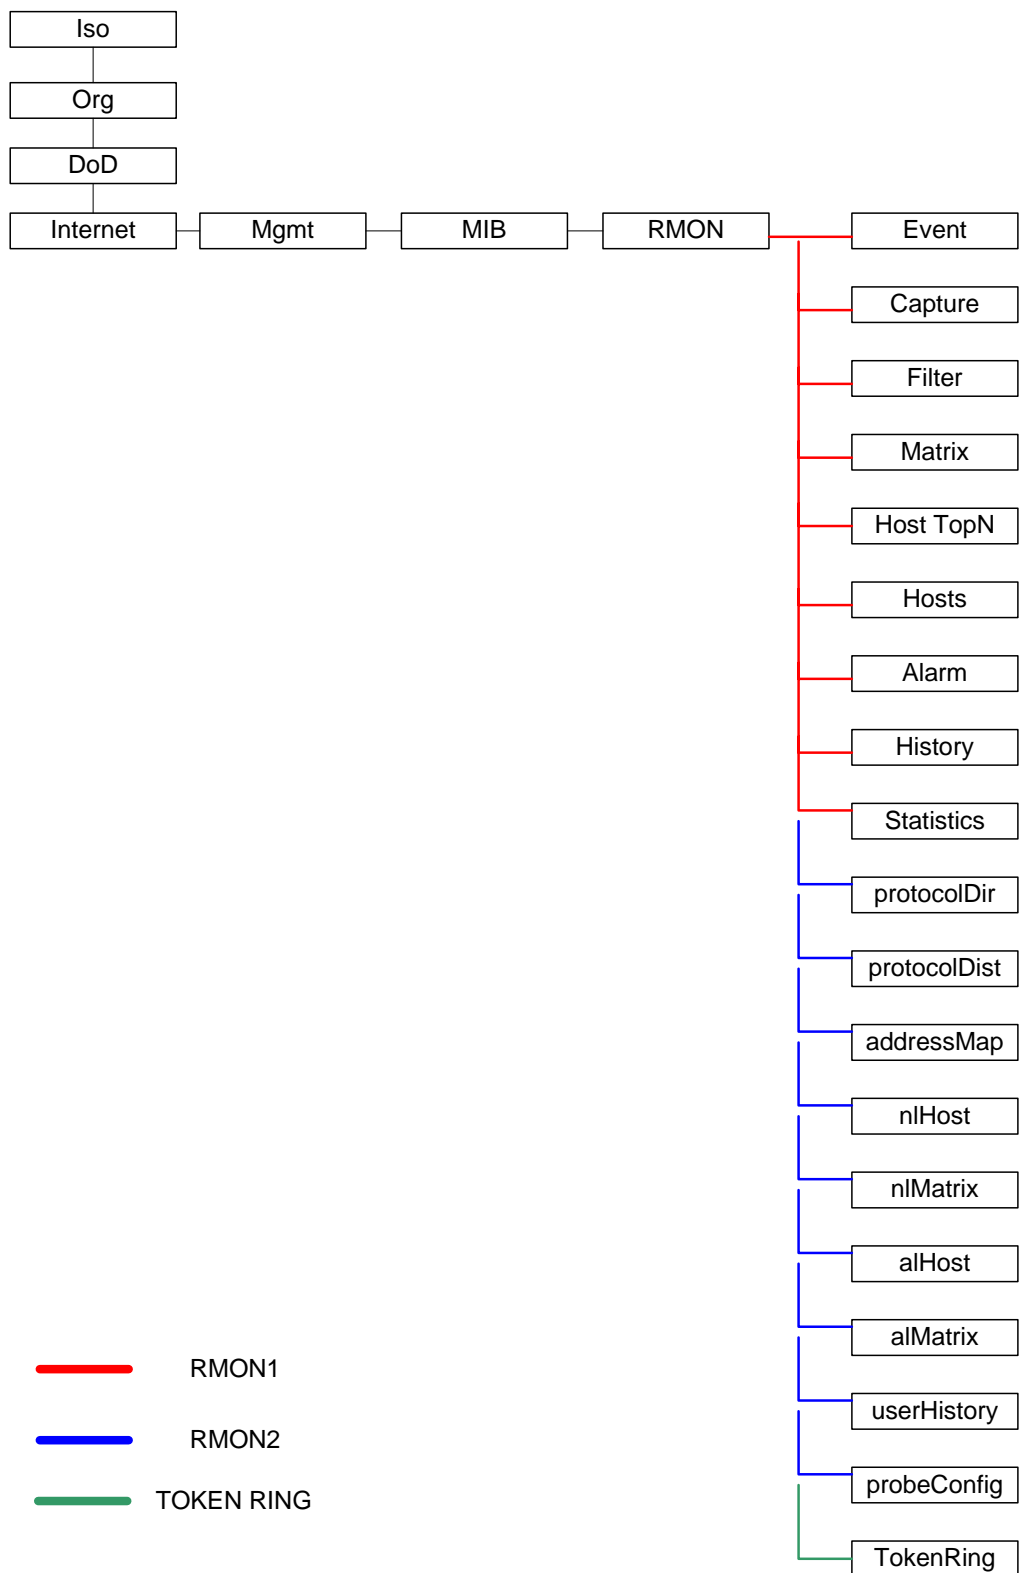 Iso
Org
DoD
Internet
Mgmt
MIB
RMON
Event
Capture
Filter
Matrix
Host TopN
Hosts
Alarm
History
Statistics
protocolDir
protocolDist
addressMap
nlHost
nlMatrix
alHost
alMatrix
userHistory
probeConfig
TokenRing
RMON1
RMON2
TOKEN RING